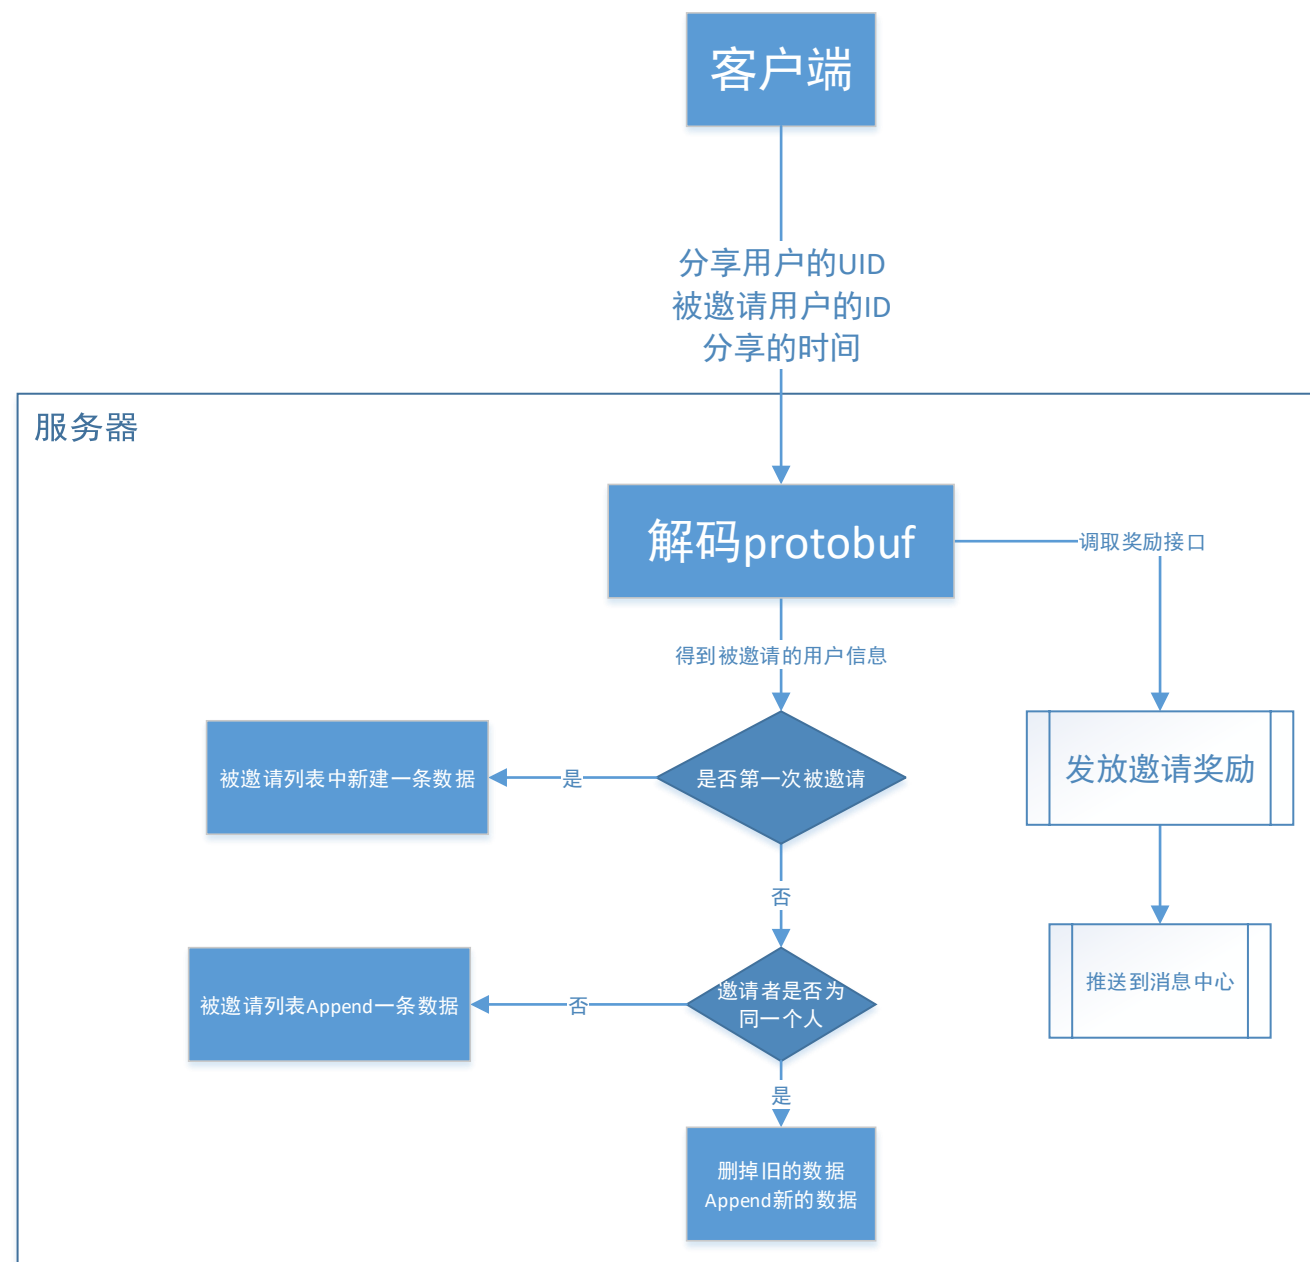 客户端
分享用户的UID
被邀请用户的ID
分享的时间
服务器
解码protobuf
调取奖励接口
得到被邀请的用户信息
被邀请列表中新建一条数据
是
是否第一次被邀请
发放邀请奖励
否
被邀请列表Append一条数据
否
邀请者是否为
同一个人
推送到消息中心
是
删掉旧的数据
Append新的数据